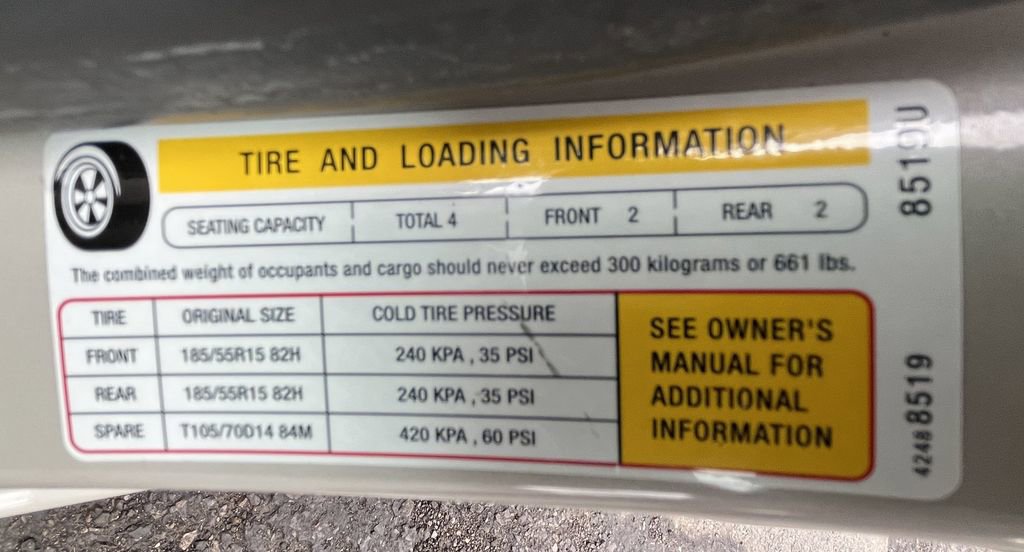 TIRE AND LOADING INFORMATION
SEATING CAPACITY TOTAL 4 FRONT 2 REAR 2
The combined weight of occupants and cargo should never exceed 300 kilograms or 661 lbs.
TIRE ORIGINAL SIZE COLD TIRE PRESSURE
FRONT 185/55R15 82H 240 KPA , 35 PSI
REAR 185/55R15 82H 240 KPA , 35 PSI
SPARE T105/70D14 84M 420 KPA , 60 PSI
SEE OWNER'S
MANUAL FOR
ADDITIONAL
INFORMATION
85190U
42488519